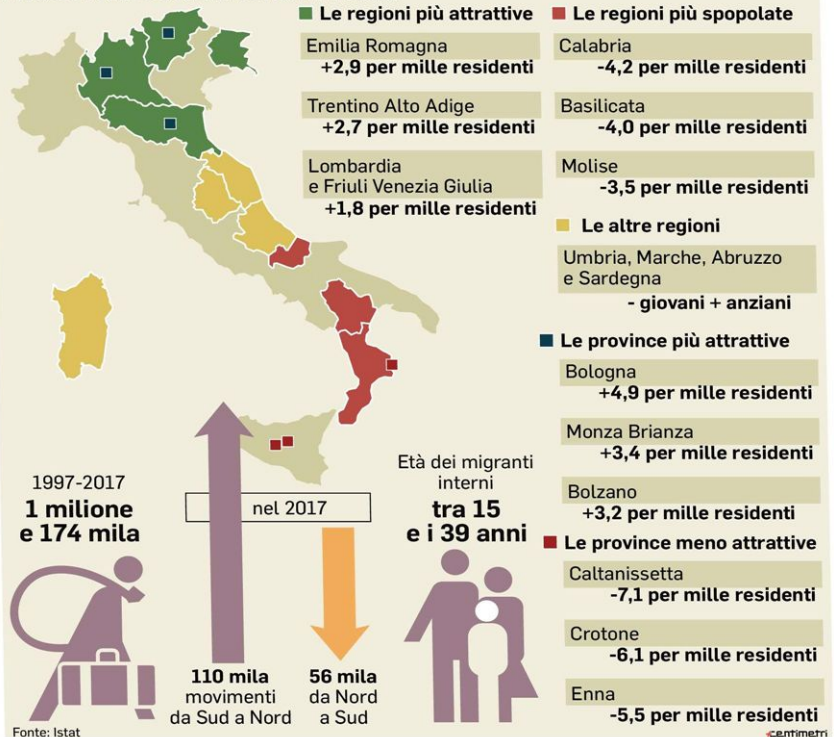 Le regioni più attrattive
Emilia Romagna
+2,9 per mille residenti
Trentino Alto Adige
+2,7 per mille residenti
Lombardia
e Friuli Venezia Giulia
+1,8 per mille residenti
Le regioni più spopolate
Calabria
-4,2 per mille residenti
Basilicata
-4,0 per mille residenti
Molise
-3,5 per mille residenti
Le altre regioni
Umbria, Marche, Abruzzo
e Sardegna
- giovani + anziani
Le province più attrattive
Bologna
+4,9 per mille residenti
Monza Brianza
+3,4 per mille residenti
Bolzano
+3,2 per mille residenti
Le province meno attrattive
Caltanissetta
-7,1 per mille residenti
Crotone
-6,1 per mille residenti
Enna
-5,5 per mille residenti
1997-2017
1 milione
e 174 mila
nel 2017
110 mila
movimenti
da Sud a Nord
56 mila
da Nord
a Sud
Età dei migranti
interni
tra 15
e i 39 anni
Fonte: Istat
centimetri